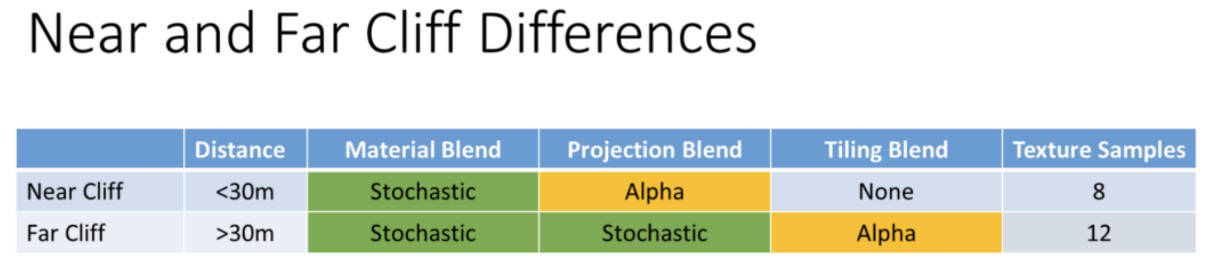 Near and Far Cliff Differences
Distance Material Blend Projection Blend Tiling Blend Texture Samples
Near Cliff <30m Stochastic Alpha None 8
Far Cliff >30m Stochastic Stochastic Alpha 12